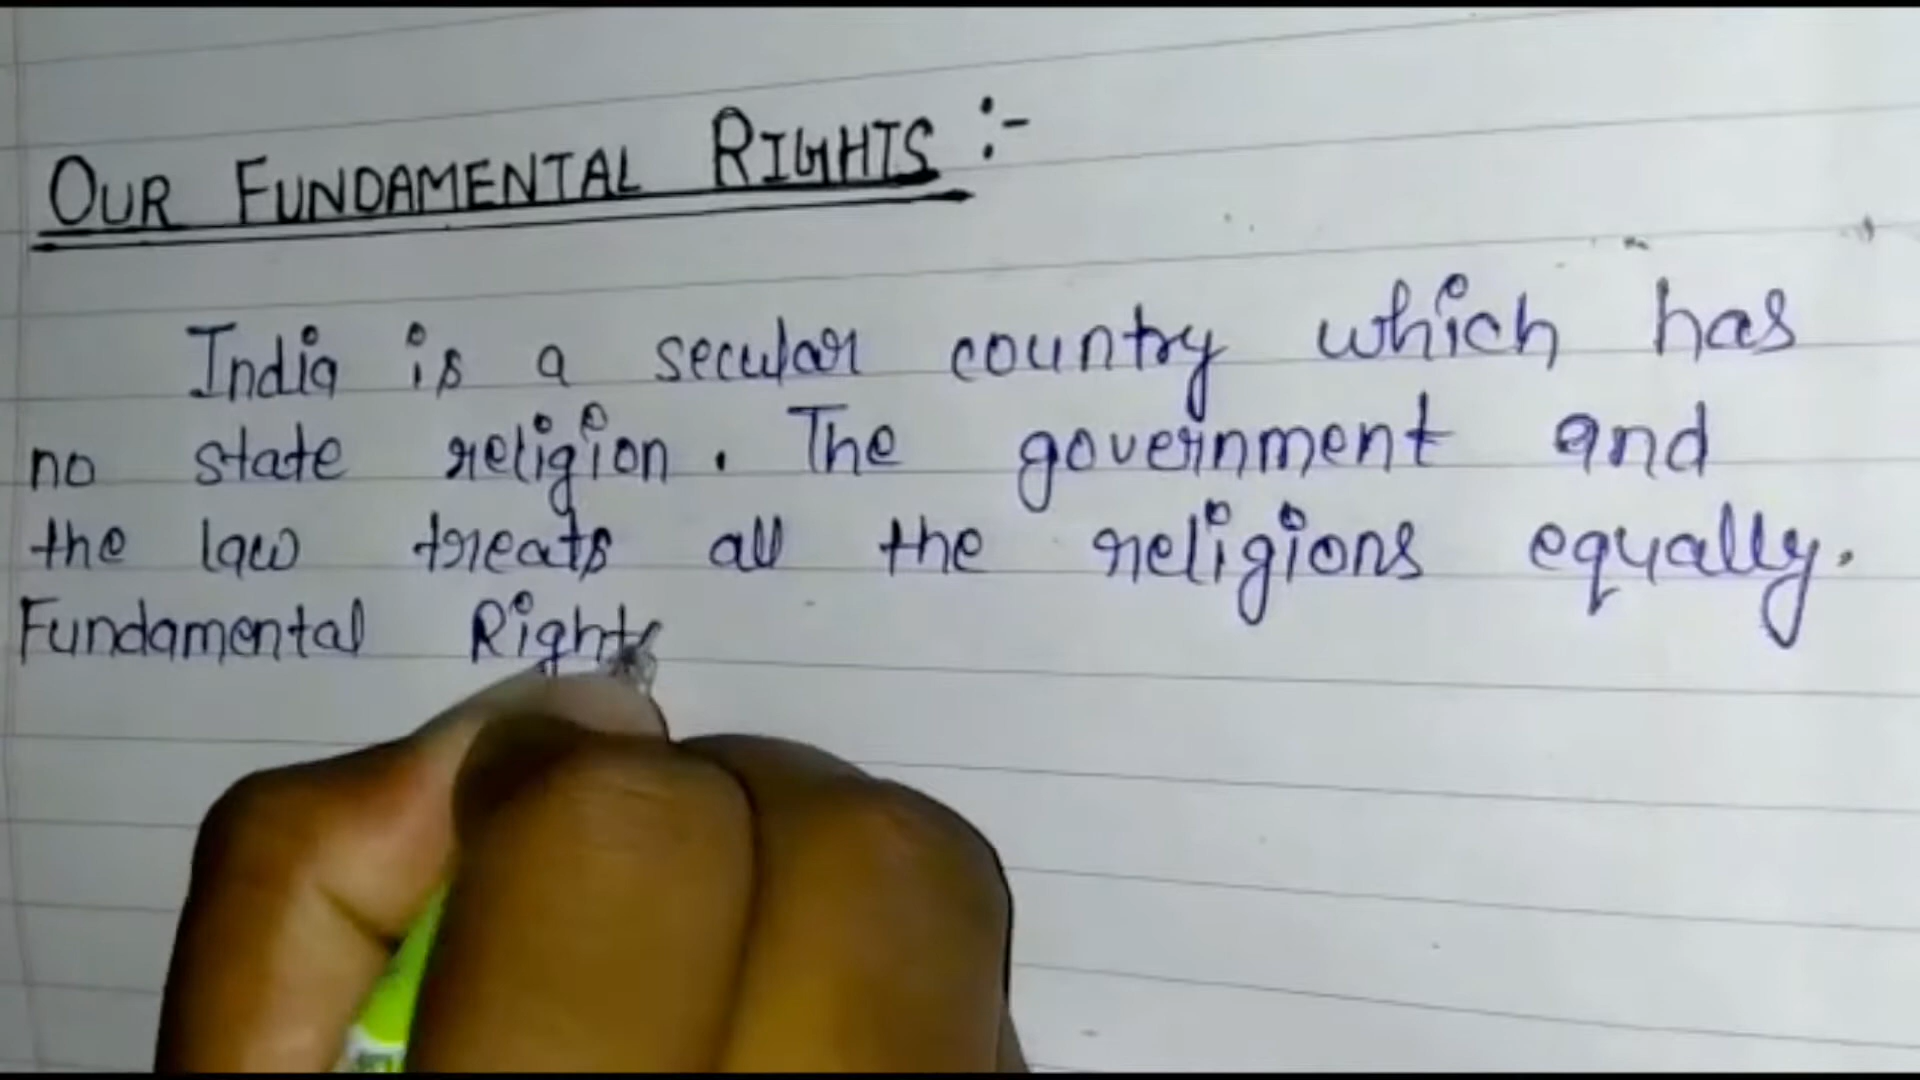 OUR FUNDAMENTAL RIGHTS :-
India is a secular country which has
no state religion. The government and
the law treats all the religions equally.
Fundamental Rights